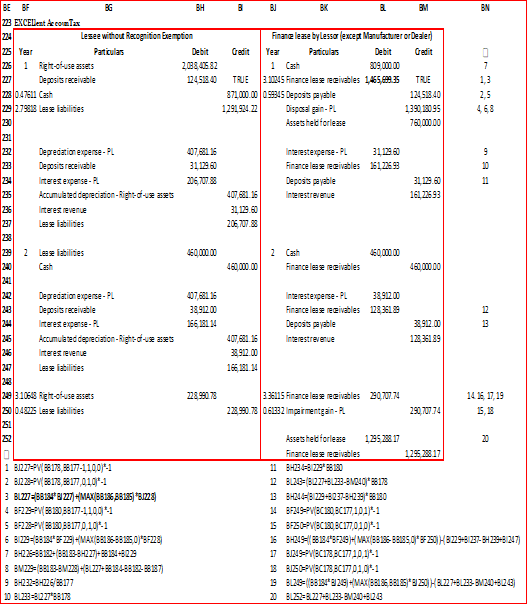 BE BF BG BH BI BJ BK BL BM BN
223 EXCELlent AccounTax
224 Lessee without Recognition Exemption Finance lease by Lessor (except Manufacturer or Dealer)
225 Year Particulars Debit Credit Year Particulars Debit Credit
226 1 Right-of-use assets 2,038,405.82 1 Cash 809,000.00 7
227 Deposits receivable 124,518.40 TRUE 3.10245 Finance lease receivables 1,465,699.35 TRUE 1, 3
228 0.47611 Cash 871,000.00 0.59345 Deposits payable 124,518.40 2, 5
229 2.79818 Lease liabilities 1,291,924.22 Disposal gain - PL 1,390,180.95 4, 6, 8
230 Assets held for lease 760,000.00
231
232 Depreciation expense - PL 407,681.16 Interest expense - PL 31,129.60 9
233 Deposits receivable 31,129.60 Finance lease receivables 161,226.93 10
234 Interest expense - PL 206,707.88 Deposits payable 31,129.60 11
235 Accumulated depreciation - Right-of-use assets 407,681.16 Interest revenue 161,226.93
236 Interest revenue 31,129.60
237 Lease liabilities 206,707.88
238
239 2 Lease liabilities 460,000.00 2 Cash 460,000.00
240 Cash 460,000.00 Finance lease receivables 460,000.00
241
242 Depreciation expense - PL 407,681.16 Interest expense - PL 38,912.00
243 Deposits receivable 38,912.00 Finance lease receivables 128,361.89 12
244 Interest expense - PL 166,181.14 Deposits payable 38,912.00 13
245 Accumulated depreciation - Right-of-use assets 407,681.16 Interest revenue 128,361.89
246 Interest revenue 38,912.00
247 Lease liabilities 166,181.14
248
249 3.10648 Right-of-use assets 228,990.78 3.36115 Finance lease receivables 290,707.74 14, 16, 17, 19
250 0.48225 Lease liabilities 228,990.78 0.61332 Impairment gain - PL 290,707.74 15, 18
251
252 Assets held for lease 1,295,288.17 20
Finance lease receivables 1,295,288.17
1 BJ227=PV(BB178,BB177-1,1,0,0)*-1 11 BH234=BI229*BB180
2 BJ228=PV(BB178,BB177,0,1,0)*-1 12 BL243=(BL227+BL233-BM240)*BB178
3 BL227=(BB184*BJ227)+(MAX(BB186,BB185)*BJ228) 13 BH244=(BI229+BI237-BH239)*BB180
4 BF229=PV(BB180,BB177-1,1,0,0)*-1 14 BF249=PV(BC180,BC177,1,0,1)*-1
5 BF228=PV(BB180,BB177,0,1,0)*-1 15 BF250=PV(BC180,BC177,0,1,0)*-1
6 BI229=(BB184*BF229)+(MAX(BB186-BB185,0)*BF228) 16 BH249=((BB184*BF249)+(MAX(BB186-BB185,0)*BF250))-(BI229+BI237-BH239+BI247)
7 BH226=BB182+(BB183-BH227)+BB184+BI229 17 BJ249=PV(BC178,BC177,1,0,1)*-1
8 BM229=(BB183-BM228)+(BL227+BB184-BB182-BB187) 18 BJ250=PV(BC178,BC177,0,1,0)*-1
9 BH232=BH226/BB177 19 BL249=((BB184*BJ249)+(MAX(BB186,BB185)*BJ250))-(BL227+BL233-BM240+BL243)
10 BL233=BL227*BB178 20 BL252=BL227+BL233-BM240+BL243